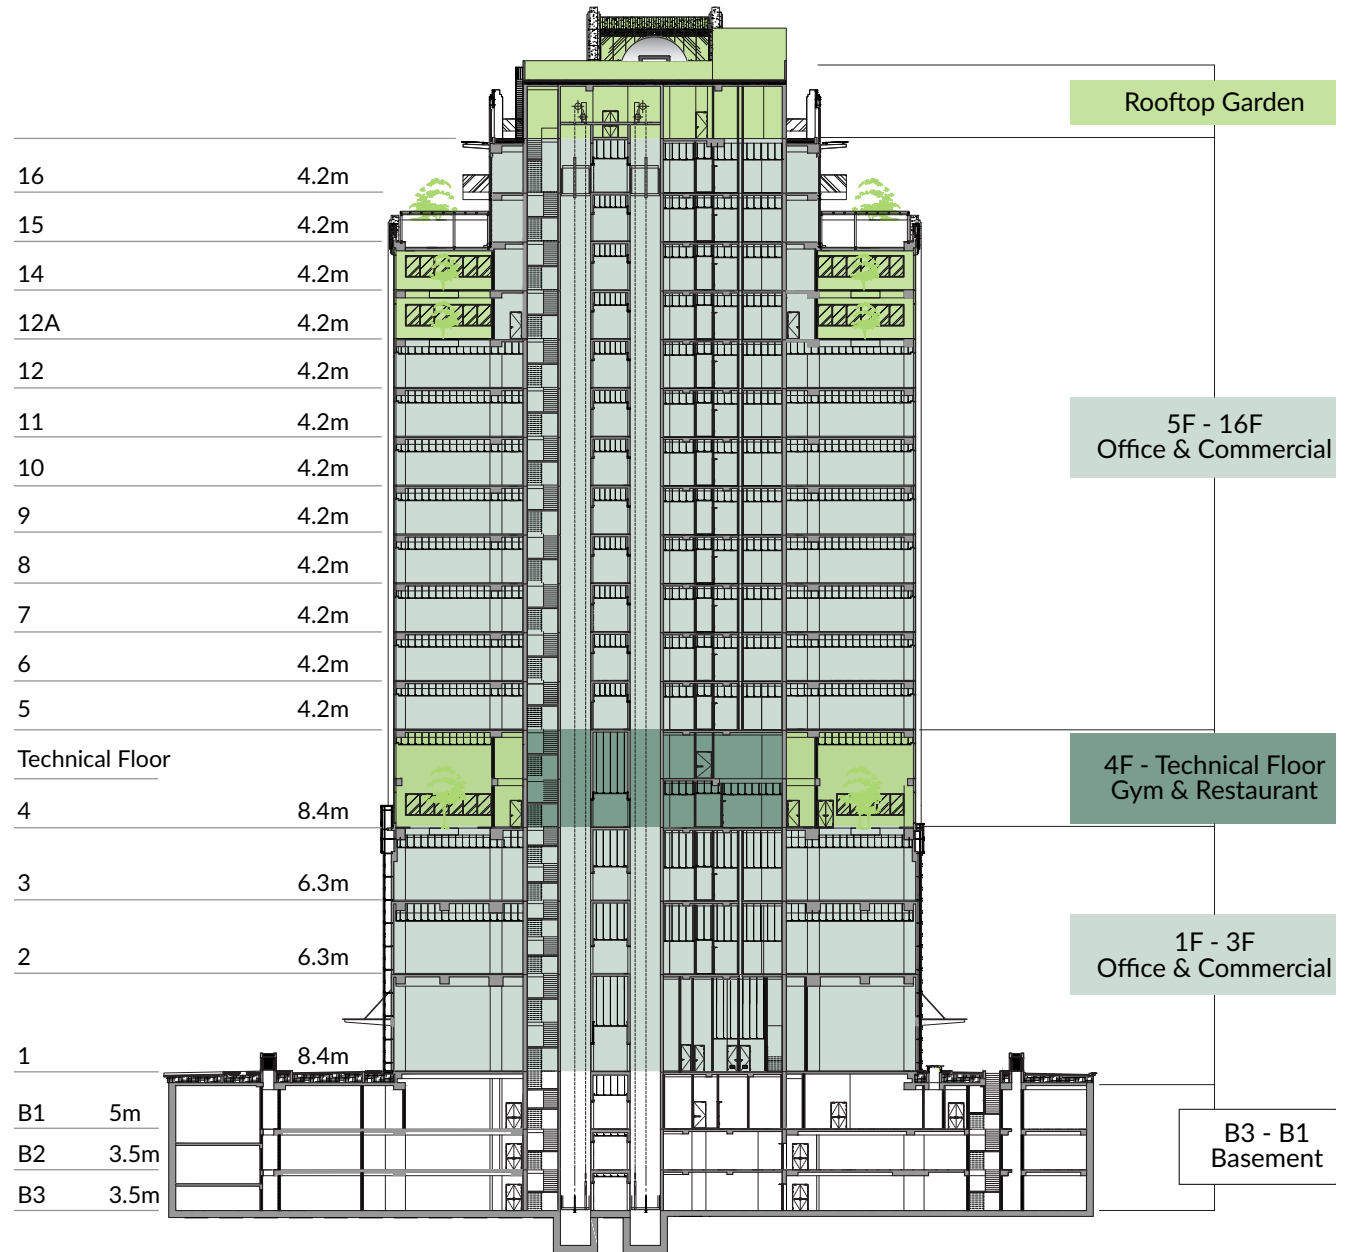 Rooftop Garden
16 4.2m
15 4.2m
14 4.2m
12A 4.2m
12 4.2m
11 4.2m
10 4.2m
9 4.2m
8 4.2m
7 4.2m
6 4.2m
5 4.2m
Technical Floor
4 8.4m
3 6.3m
2 6.3m
1 8.4m
B1 5m
B2 3.5m
B3 3.5m
5F - 16F
Office & Commercial
4F - Technical Floor
Gym & Restaurant
1F - 3F
Office & Commercial
B3 - B1
Basement